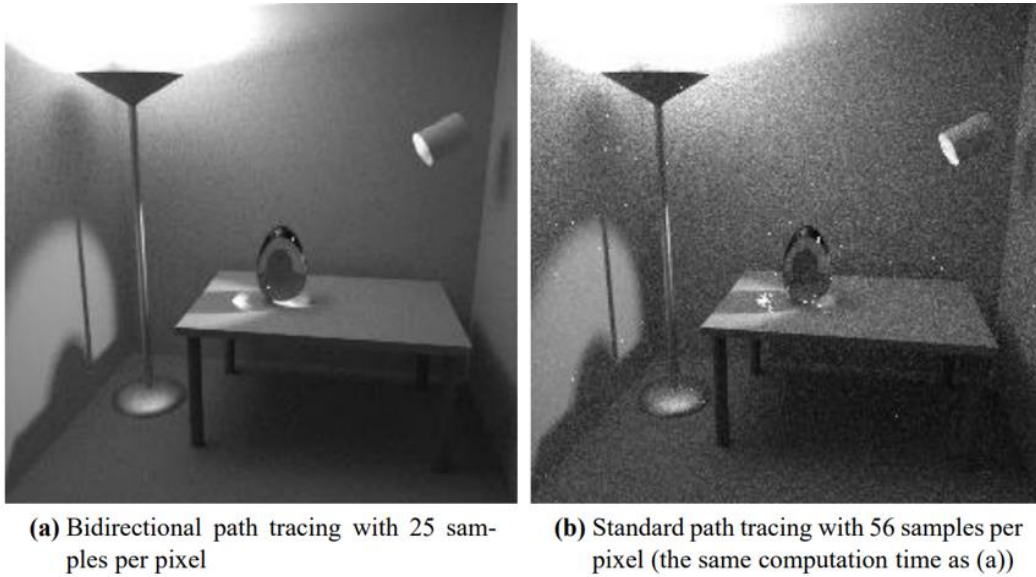 (a) Bidirectional path tracing with 25 sam-
ples per pixel
(b) Standard path tracing with 56 samples per
pixel (the same computation time as (a))